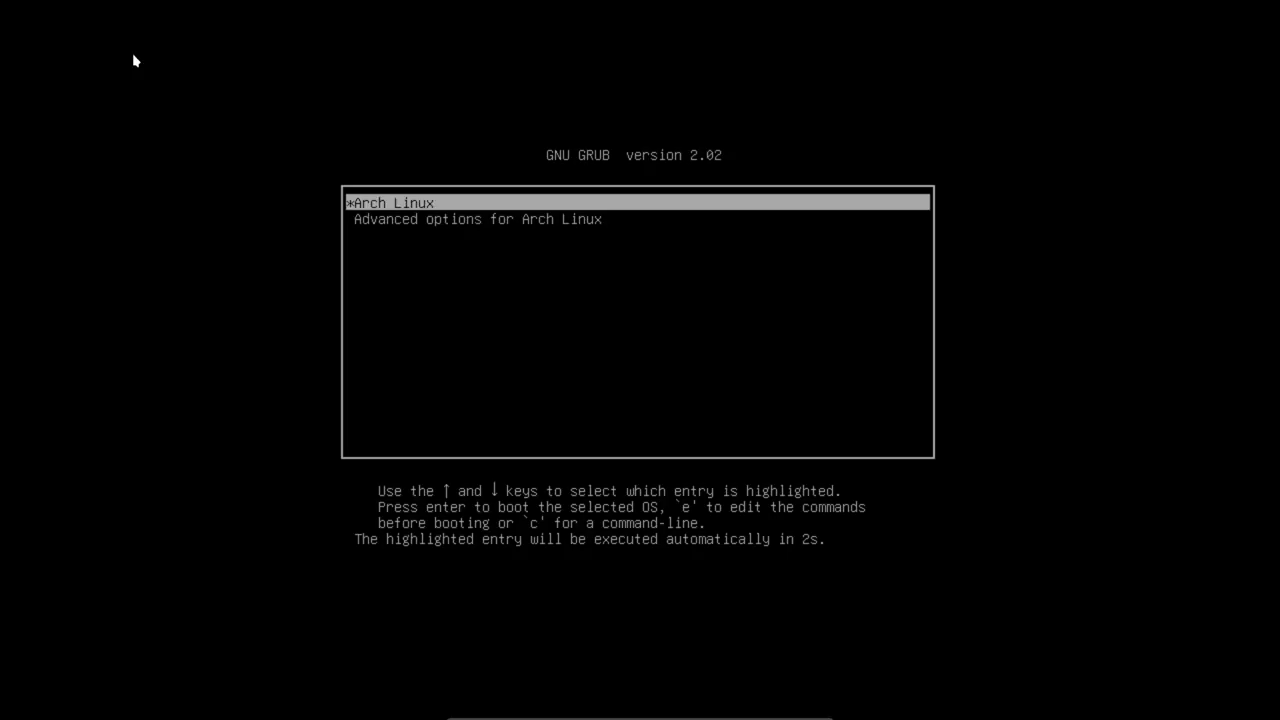 GNU GRUB  version 2.02
*Arch Linux
Advanced options for Arch Linux
Use the ↑ and ↓ keys to select which entry is highlighted.
Press enter to boot the selected OS, `e' to edit the commands
before booting or `c' for a command-line.
The highlighted entry will be executed automatically in 2s.